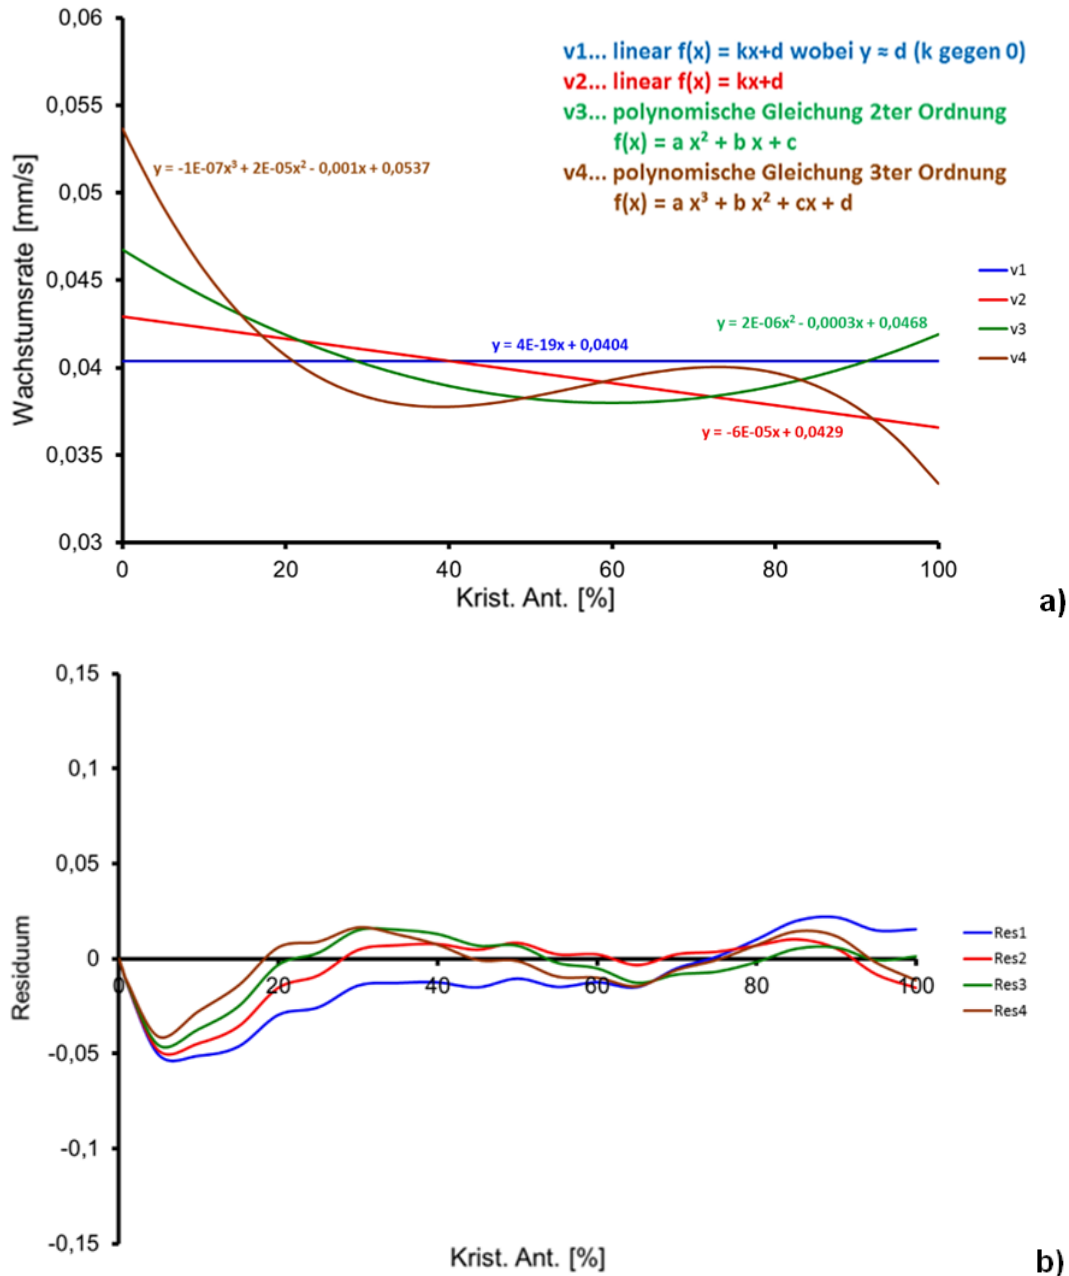 0,06
v1... linear f(x) = kx+d wobei y ≈ d (k gegen 0)
v2... linear f(x) = kx+d
v3... polynomische Gleichung 2ter Ordnung
f(x) = a x² + b x + c
v4... polynomische Gleichung 3ter Ordnung
f(x) = a x³ + b x² + cx + d
0,055
y = -1E-07x³ + 2E-05x² - 0,001x + 0,0537
0,05
Wachstumsrate [mm/s]
0,045
v1
v2
v3
v4
y = 2E-06x² - 0,0003x + 0,0468
y = 4E-19x + 0,0404
0,04
y = -6E-05x + 0,0429
0,035
0,03
0
20
40
60
80
100
Krist. Ant. [%]
a)
0,15
0,1
0,05
Residuum
0
Res1
Res2
Res3
Res4
0
20
40
60
80
100
-0,05
-0,1
-0,15
Krist. Ant. [%]
b)